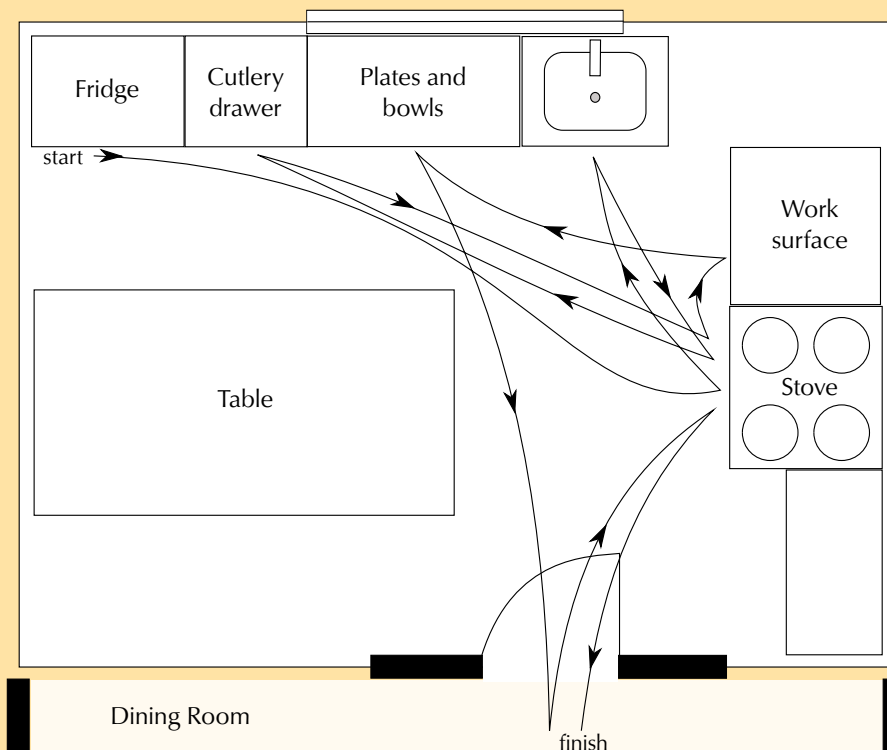 Fridge
Cutlery
drawer
Plates and
bowls
start
Work
surface
Table
Stove
Dining Room
finish